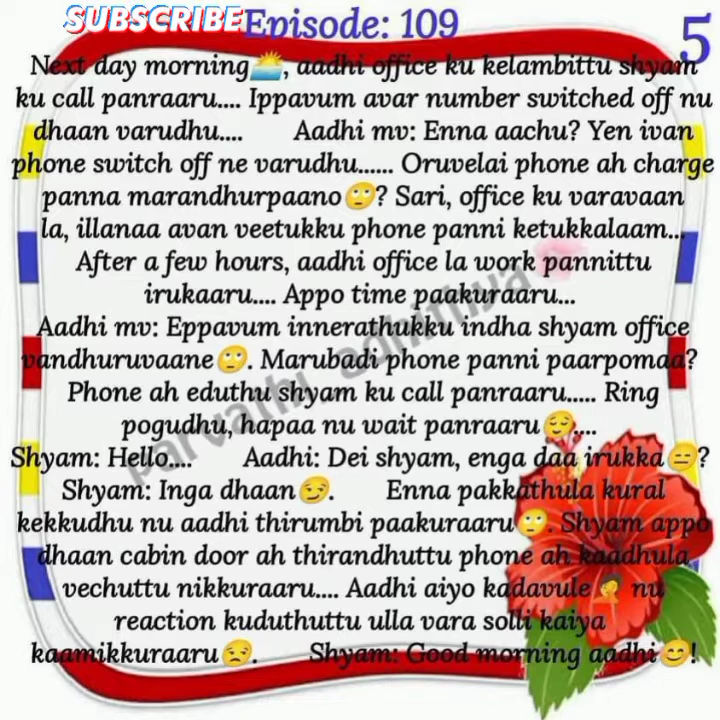 SUBSCRIBE Episode: 109
5
Next day morning🌅, aadhi office ku kelambittu shyam
ku call panraaru.... Ippavum avar number switched off nu
dhaan varudhu.... Aadhi mv: Enna aachu? Yen ivan
phone switch off ne varudhu...... Oruvelai phone ah charge
panna marandhurpaano🙄? Sari, office ku varavaan
la, illanaa avan veetukku phone panni ketukkalaam...
After a few hours, aadhi office la work pannittu
irukaaru.... Appo time paakuraaru...
Aadhi mv: Eppavum innerathukku indha shyam office
vandhuruvaane🙄. Marubadi phone panni paarpomaa?
Phone ah eduthu shyam ku call panraaru..... Ring
pogudhu, hapaa nu wait panraaru😌....
Shyam: Hello.... Aadhi: Dei shyam, enga daa irukka😑?
Shyam: Inga dhaan😏. Enna pakkathula kural
kekkudhu nu aadhi thirumbi paakuraaru🙄. Shyam appo
dhaan cabin door ah thirandhuttu phone ah kaadhula
vechuttu nikkuraaru.... Aadhi aiyo kadavule🤦 nu
reaction kuduthuttu ulla vara solli kaiya
kaamikkuraaru😒. Shyam: Good morning aadhi😊!
parvathi_adhithya